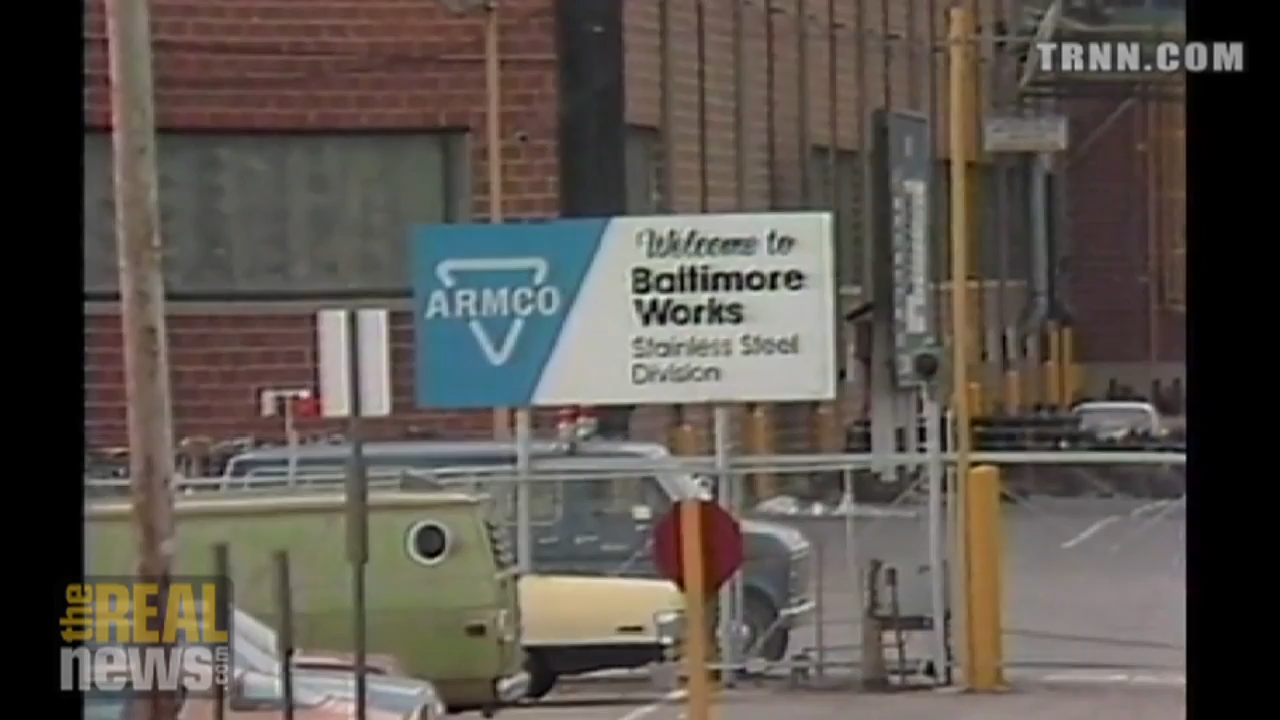 TRNN.COM
ARMCO
Welcome to
Baltimore
Works
Stainless Steel
Division
the
REAL
news.com